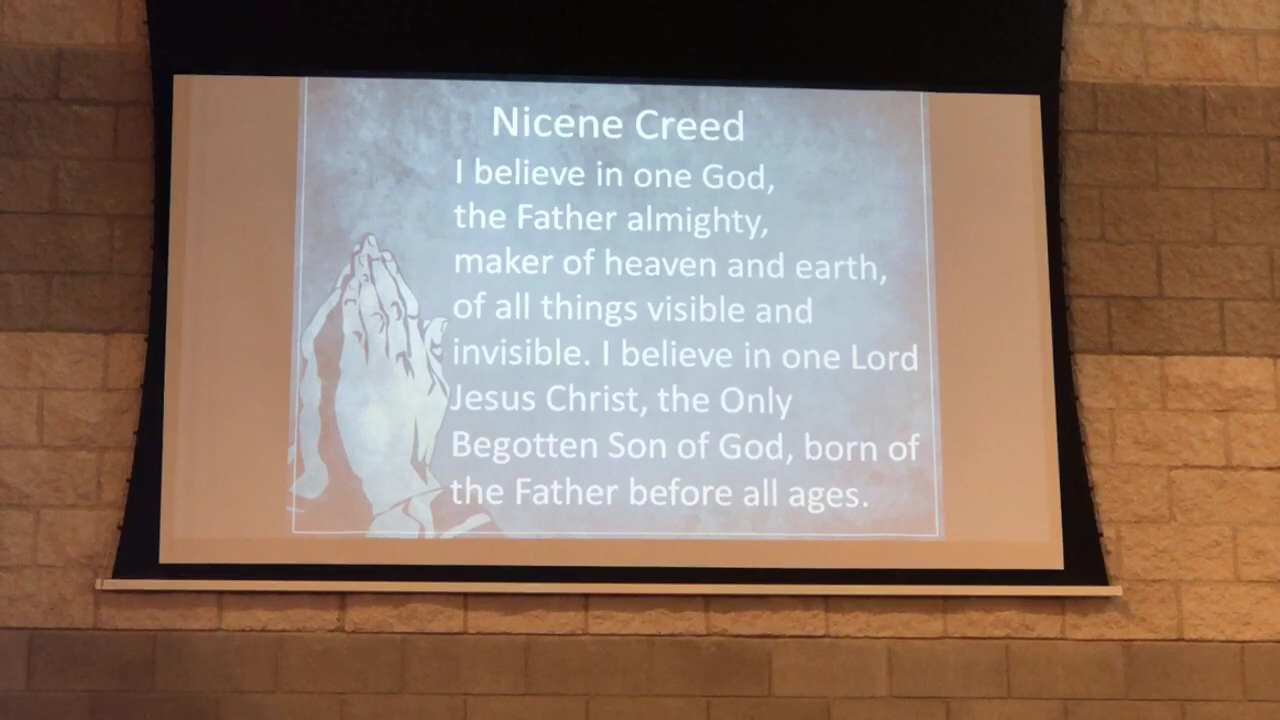 Nicene Creed
I believe in one God,
the Father almighty,
maker of heaven and earth,
of all things visible and
invisible. I believe in one Lord
Jesus Christ, the Only
Begotten Son of God, born of
the Father before all ages.